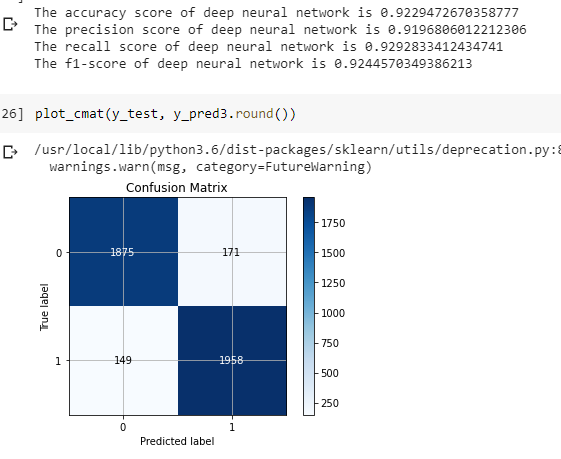 The accuracy score of deep neural network is 0.9229472670358777
The precision score of deep neural network is 0.9196806012212306
The recall score of deep neural network is 0.9292833412434741
The f1-score of deep neural network is 0.9244570349386213
26] plot_cmat(y_test, y_pred3.round())
/usr/local/lib/python3.6/dist-packages/sklearn/utils/deprecation.py:8
warnings.warn(msg, category=FutureWarning)
Confusion Matrix
True label
0
1
1875
171
149
1958
0
1
Predicted label
1750
1500
1250
1000
750
500
250